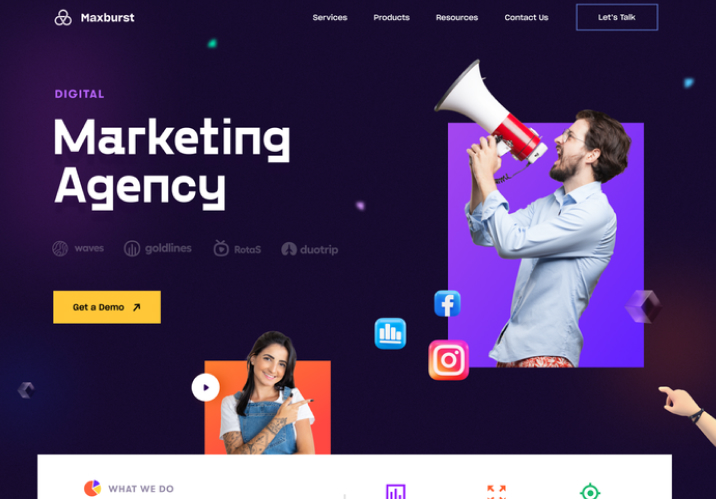 Maxburst
Services
Products
Resources
Contact Us
Let's Talk
DIGITAL
Marketing
Agency
waves
goldlines
RotaS
duotrip
Get a Demo
WHAT WE DO